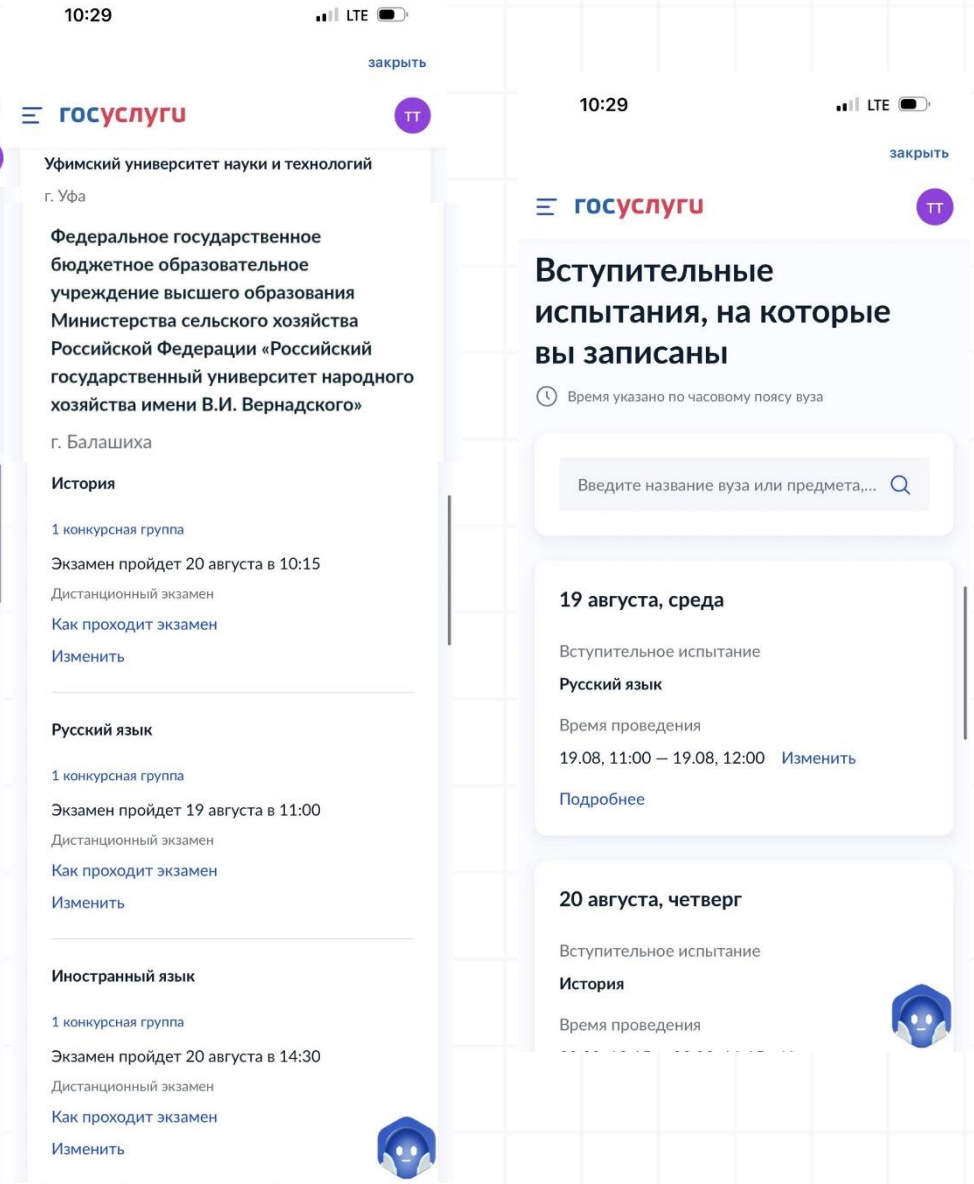 10:29
LTE
закрыть
госуслуги
ТТ
Уфимский университет науки и технологий
г. Уфа
Федеральное государственное
бюджетное образовательное
учреждение высшего образования
Министерства сельского хозяйства
Российской Федерации «Российский
государственный университет народного
хозяйства имени В.И. Вернадского»
г. Балашиха
История
1 конкурсная группа
Экзамен пройдет 20 августа в 10:15
Дистанционный экзамен
Как проходит экзамен
Изменить
Русский язык
1 конкурсная группа
Экзамен пройдет 19 августа в 11:00
Дистанционный экзамен
Как проходит экзамен
Изменить
Иностранный язык
1 конкурсная группа
Экзамен пройдет 20 августа в 14:30
Дистанционный экзамен
Как проходит экзамен
Изменить
10:29
LTE
закрыть
госуслуги
ТТ
Вступительные
испытания, на которые
вы записаны
Время указано по часовому поясу вуза
Введите название вуза или предмета,...
19 августа, среда
Вступительное испытание
Русский язык
Время проведения
19.08, 11:00 — 19.08, 12:00 Изменить
Подробнее
20 августа, четверг
Вступительное испытание
История
Время проведения